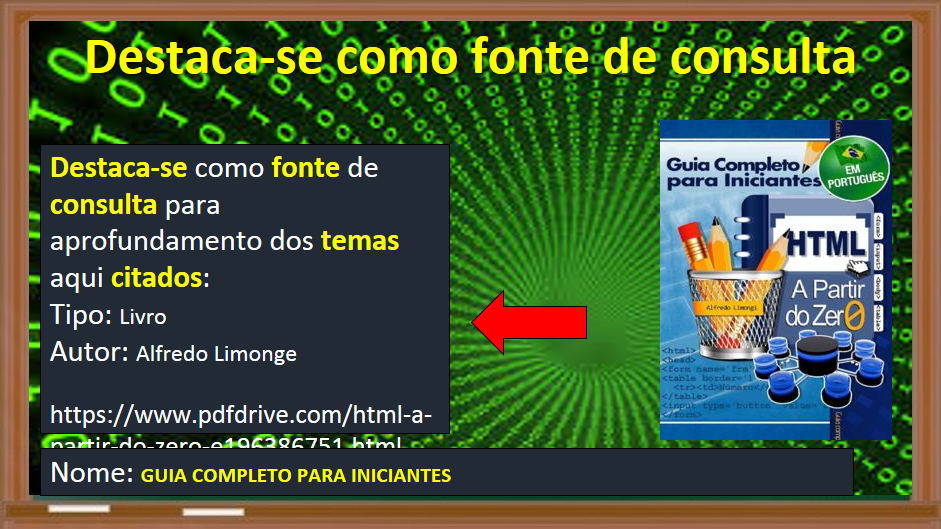 Destaca-se como fonte de consulta
Destaca-se como fonte de
consulta para
aprofundamento dos temas
aqui citados:
Tipo: Livro
Autor: Alfredo Limonge
https://www.pdfdrive.com/html-a-
partir-do-zero-e196386751.html
Nome: GUIA COMPLETO PARA INICIANTES
Guia Completo
para Iniciantes
EM
PORTUGUÊS
HTML
A Partir
do Zer0
Alfredo Limongi
<html>
<head>
<form name='frm
<table border='1
<tr><td>Numero</
</table>
<input type='button' value=
</form>